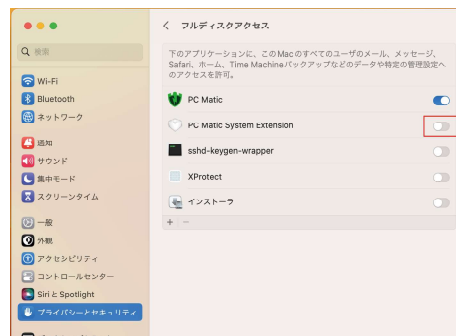 フルディスクアクセス
検索
下のアプリケーションに、このMacのすべてのユーザのメール、メッセージ、
Safari、ホーム、Time Machineバックアップなどのデータや特定の管理設定へ
のアクセスを許可。
Wi-Fi
Bluetooth
ネットワーク
通知
サウンド
集中モード
スクリーンタイム
一般
外観
アクセシビリティ
コントロールセンター
Siri と Spotlight
プライバシーとセキュリティ
PC Matic
PC Matic System Extension
sshd-keygen-wrapper
XProtect
インストーラ